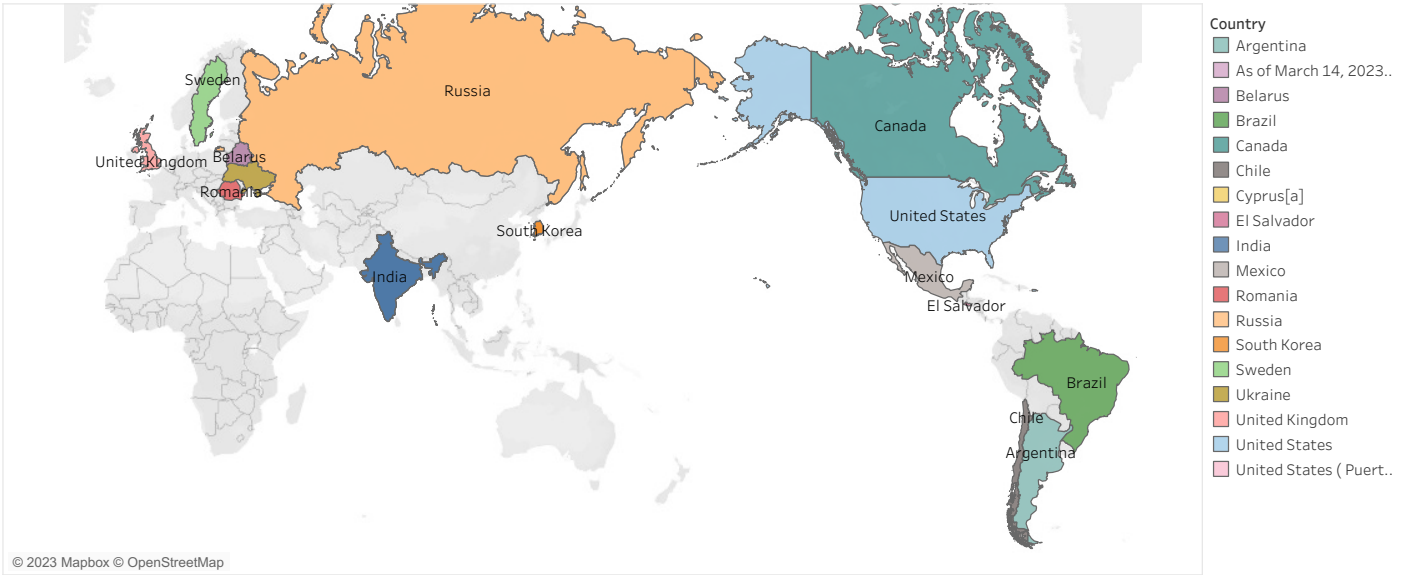 Sweden
Russia
Canada
United Kingdom
Belarus
Romania
South Korea
United States
India
Mexico
El Salvador
Brazil
Chile
Argentina
© 2023 Mapbox © OpenStreetMap
Country
Argentina
As of March 14, 2023..
Belarus
Brazil
Canada
Chile
Cyprus[a]
El Salvador
India
Mexico
Romania
Russia
South Korea
Sweden
Ukraine
United Kingdom
United States
United States ( Puert..